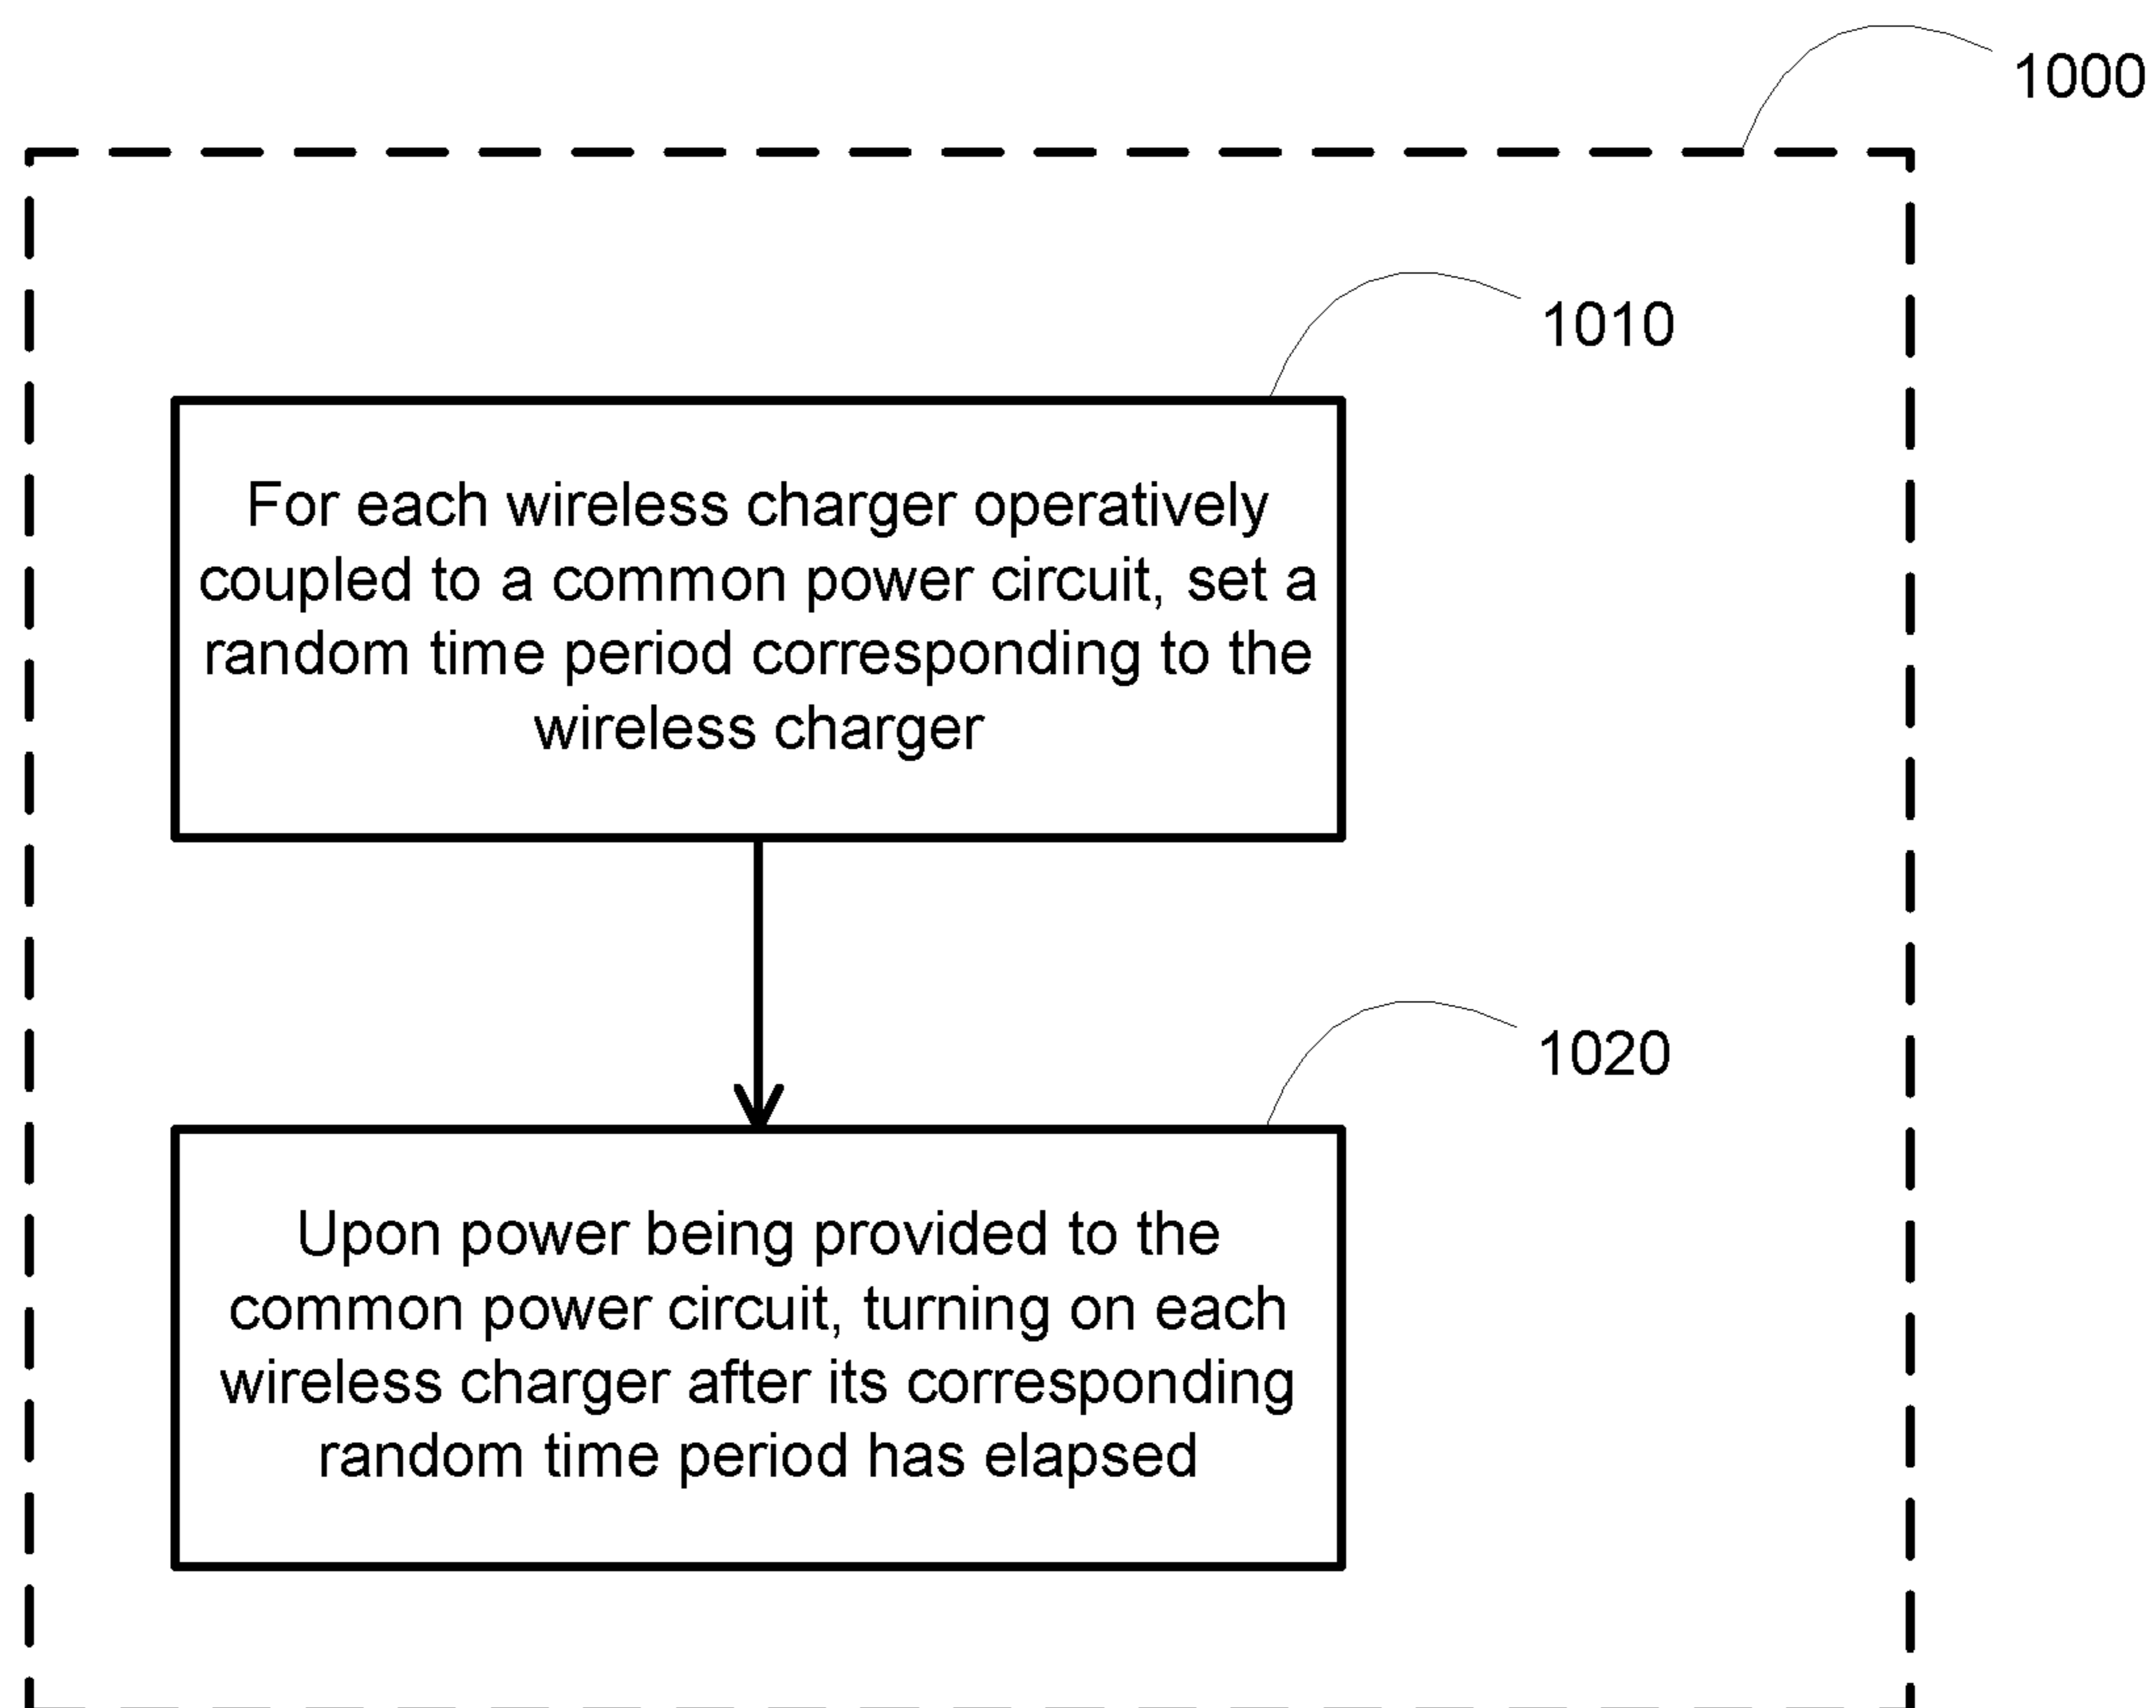 1000
1010
For each wireless charger operatively
coupled to a common power circuit, set a
random time period corresponding to the
wireless charger
1020
Upon power being provided to the
common power circuit, turning on each
wireless charger after its corresponding
random time period has elapsed